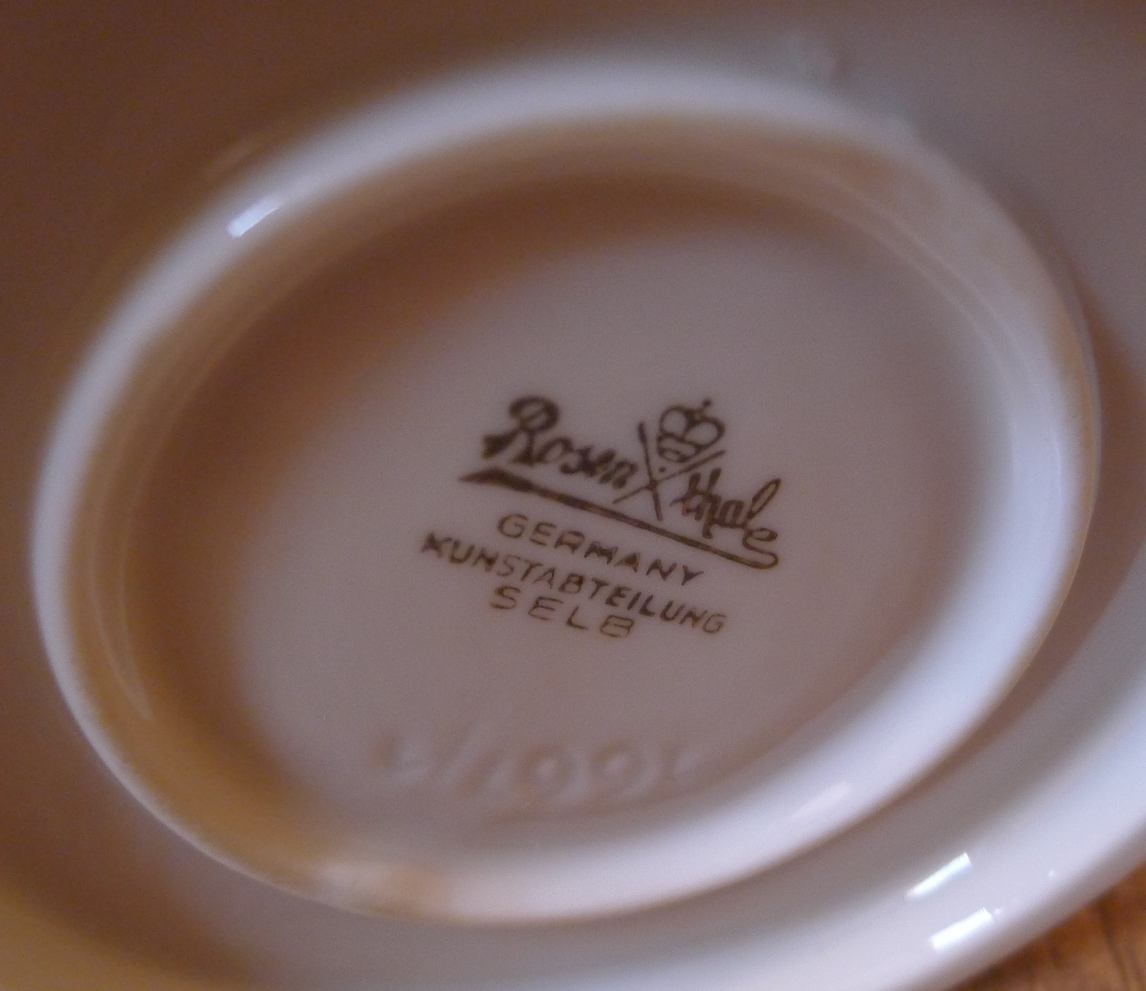 Rosenthal
GERMANY
KUNSTABTEILUNG
SELB